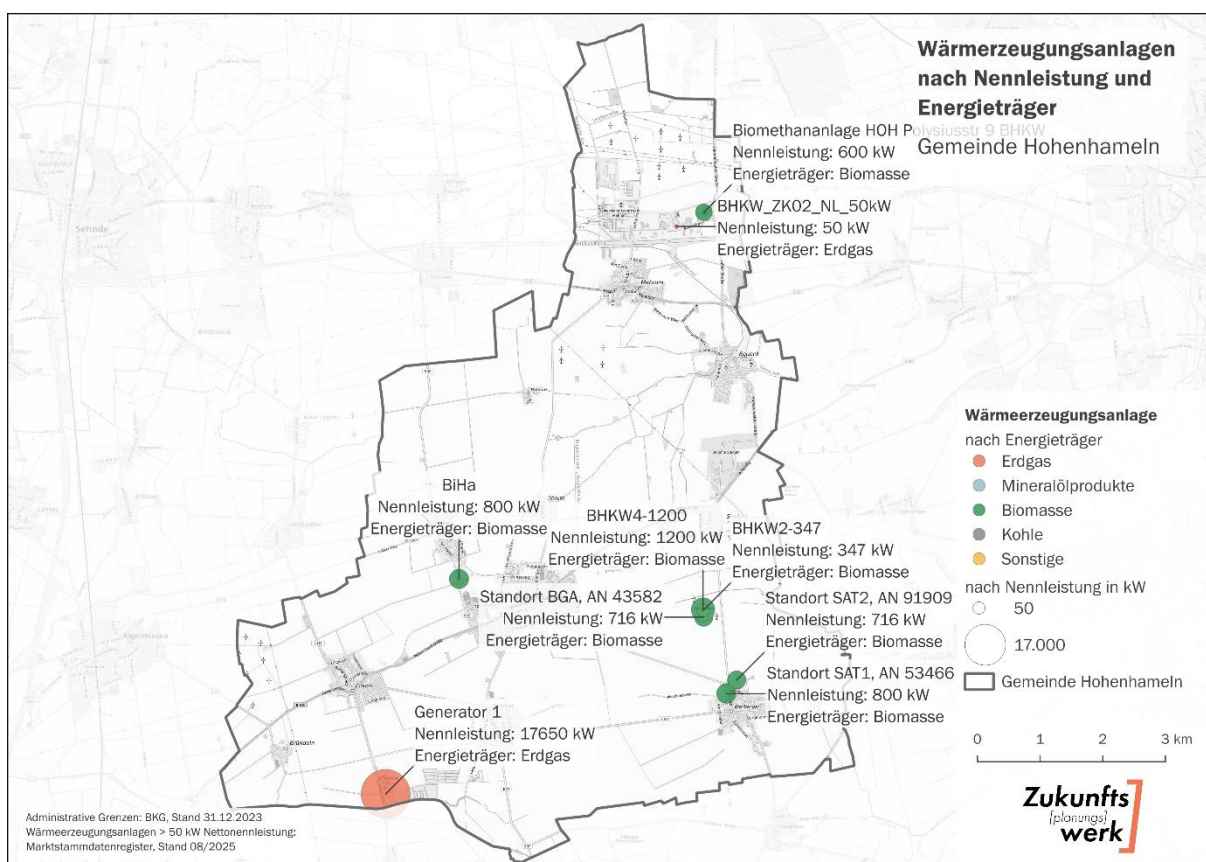 Wärmerzeugungsanlagen
nach Nennleistung und
Energieträger
Gemeinde Hohenhameln
Biomethananlage HOH Polysiusstr 9 BHKW
Nennleistung: 600 kW
Energieträger: Biomasse
BHKW_ZK02_NL_50kW
Nennleistung: 50 kW
Energieträger: Erdgas
Sehnde
Mehrum
Equord
BiHa
Nennleistung: 800 kW
Energieträger: Biomasse
BHKW4-1200
Nennleistung: 1200 kW
Energieträger: Biomasse
BHKW2-347
Nennleistung: 347 kW
Energieträger: Biomasse
Standort BGA, AN 43582
Nennleistung: 716 kW
Energieträger: Biomasse
Standort SAT2, AN 91909
Nennleistung: 716 kW
Energieträger: Biomasse
Standort SAT1, AN 53466
Nennleistung: 800 kW
Energieträger: Biomasse
Generator 1
Nennleistung: 17650 kW
Energieträger: Erdgas
Algermissen
Wärmeerzeugungsanlage
nach Energieträger
Erdgas
Mineralölprodukte
Biomasse
Kohle
Sonstige
nach Nennleistung in kW
50
17.000
Gemeinde Hohenhameln
0 1 2 3 km
Administrative Grenzen: BKG, Stand 31.12.2023
Wärmeerzeugungsanlagen > 50 kW Nettonennleistung:
Marktstammdatenregister, Stand 08/2025
Zukunfts
[planungs]
werk